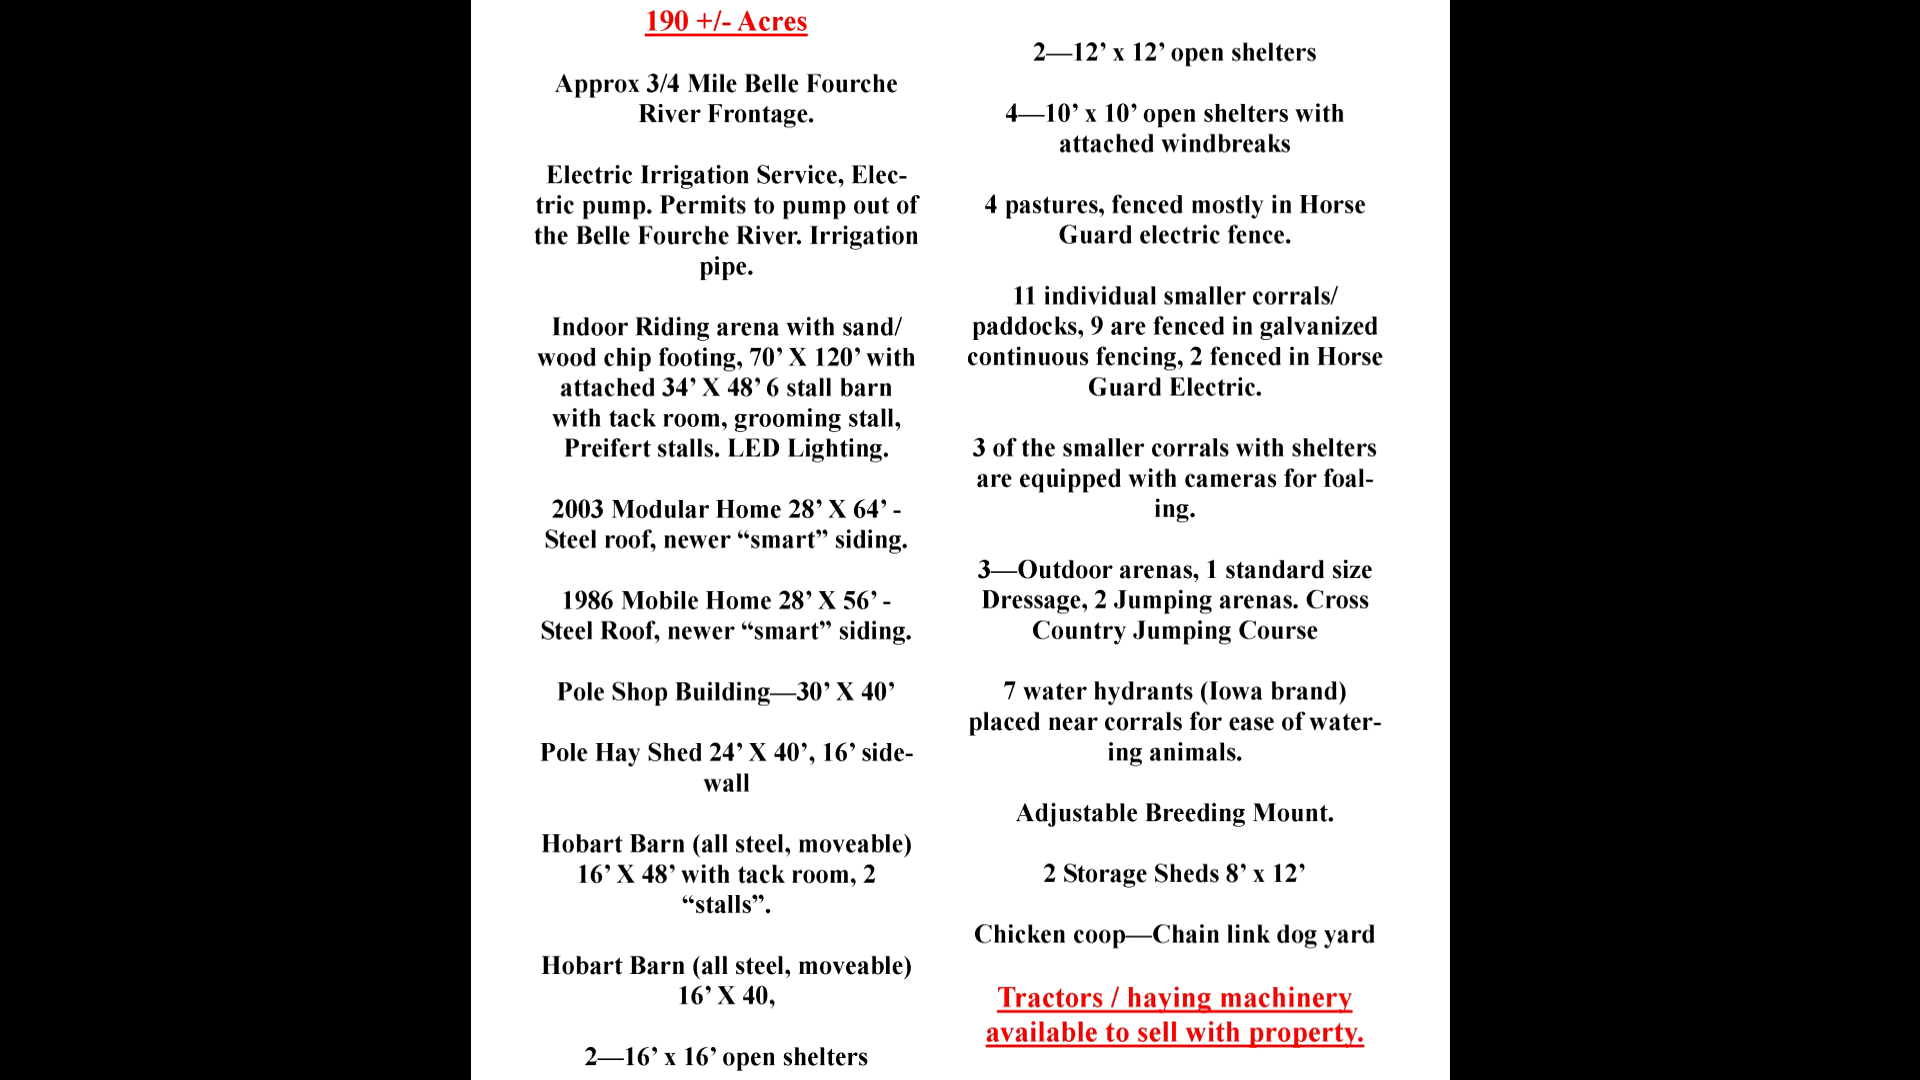 190 +/- Acres
Approx 3/4 Mile Belle Fourche
River Frontage.
Electric Irrigation Service, Elec-
tric pump. Permits to pump out of
the Belle Fourche River. Irrigation
pipe.
Indoor Riding arena with sand/
wood chip footing, 70’ X 120’ with
attached 34’ X 48’ 6 stall barn
with tack room, grooming stall,
Preifert stalls. LED Lighting.
2003 Modular Home 28’ X 64’ -
Steel roof, newer “smart” siding.
1986 Mobile Home 28’ X 56’ -
Steel Roof, newer “smart” siding.
Pole Shop Building—30’ X 40’
Pole Hay Shed 24’ X 40’, 16’ side-
wall
Hobart Barn (all steel, moveable)
16’ X 48’ with tack room, 2
“stalls”.
Hobart Barn (all steel, moveable)
16’ X 40,
2—16’ x 16’ open shelters
2—12’ x 12’ open shelters
4—10’ x 10’ open shelters with
attached windbreaks
4 pastures, fenced mostly in Horse
Guard electric fence.
11 individual smaller corrals/
paddocks, 9 are fenced in galvanized
continuous fencing, 2 fenced in Horse
Guard Electric.
3 of the smaller corrals with shelters
are equipped with cameras for foal-
ing.
3—Outdoor arenas, 1 standard size
Dressage, 2 Jumping arenas. Cross
Country Jumping Course
7 water hydrants (Iowa brand)
placed near corrals for ease of water-
ing animals.
Adjustable Breeding Mount.
2 Storage Sheds 8’ x 12’
Chicken coop—Chain link dog yard
Tractors / haying machinery
available to sell with property.